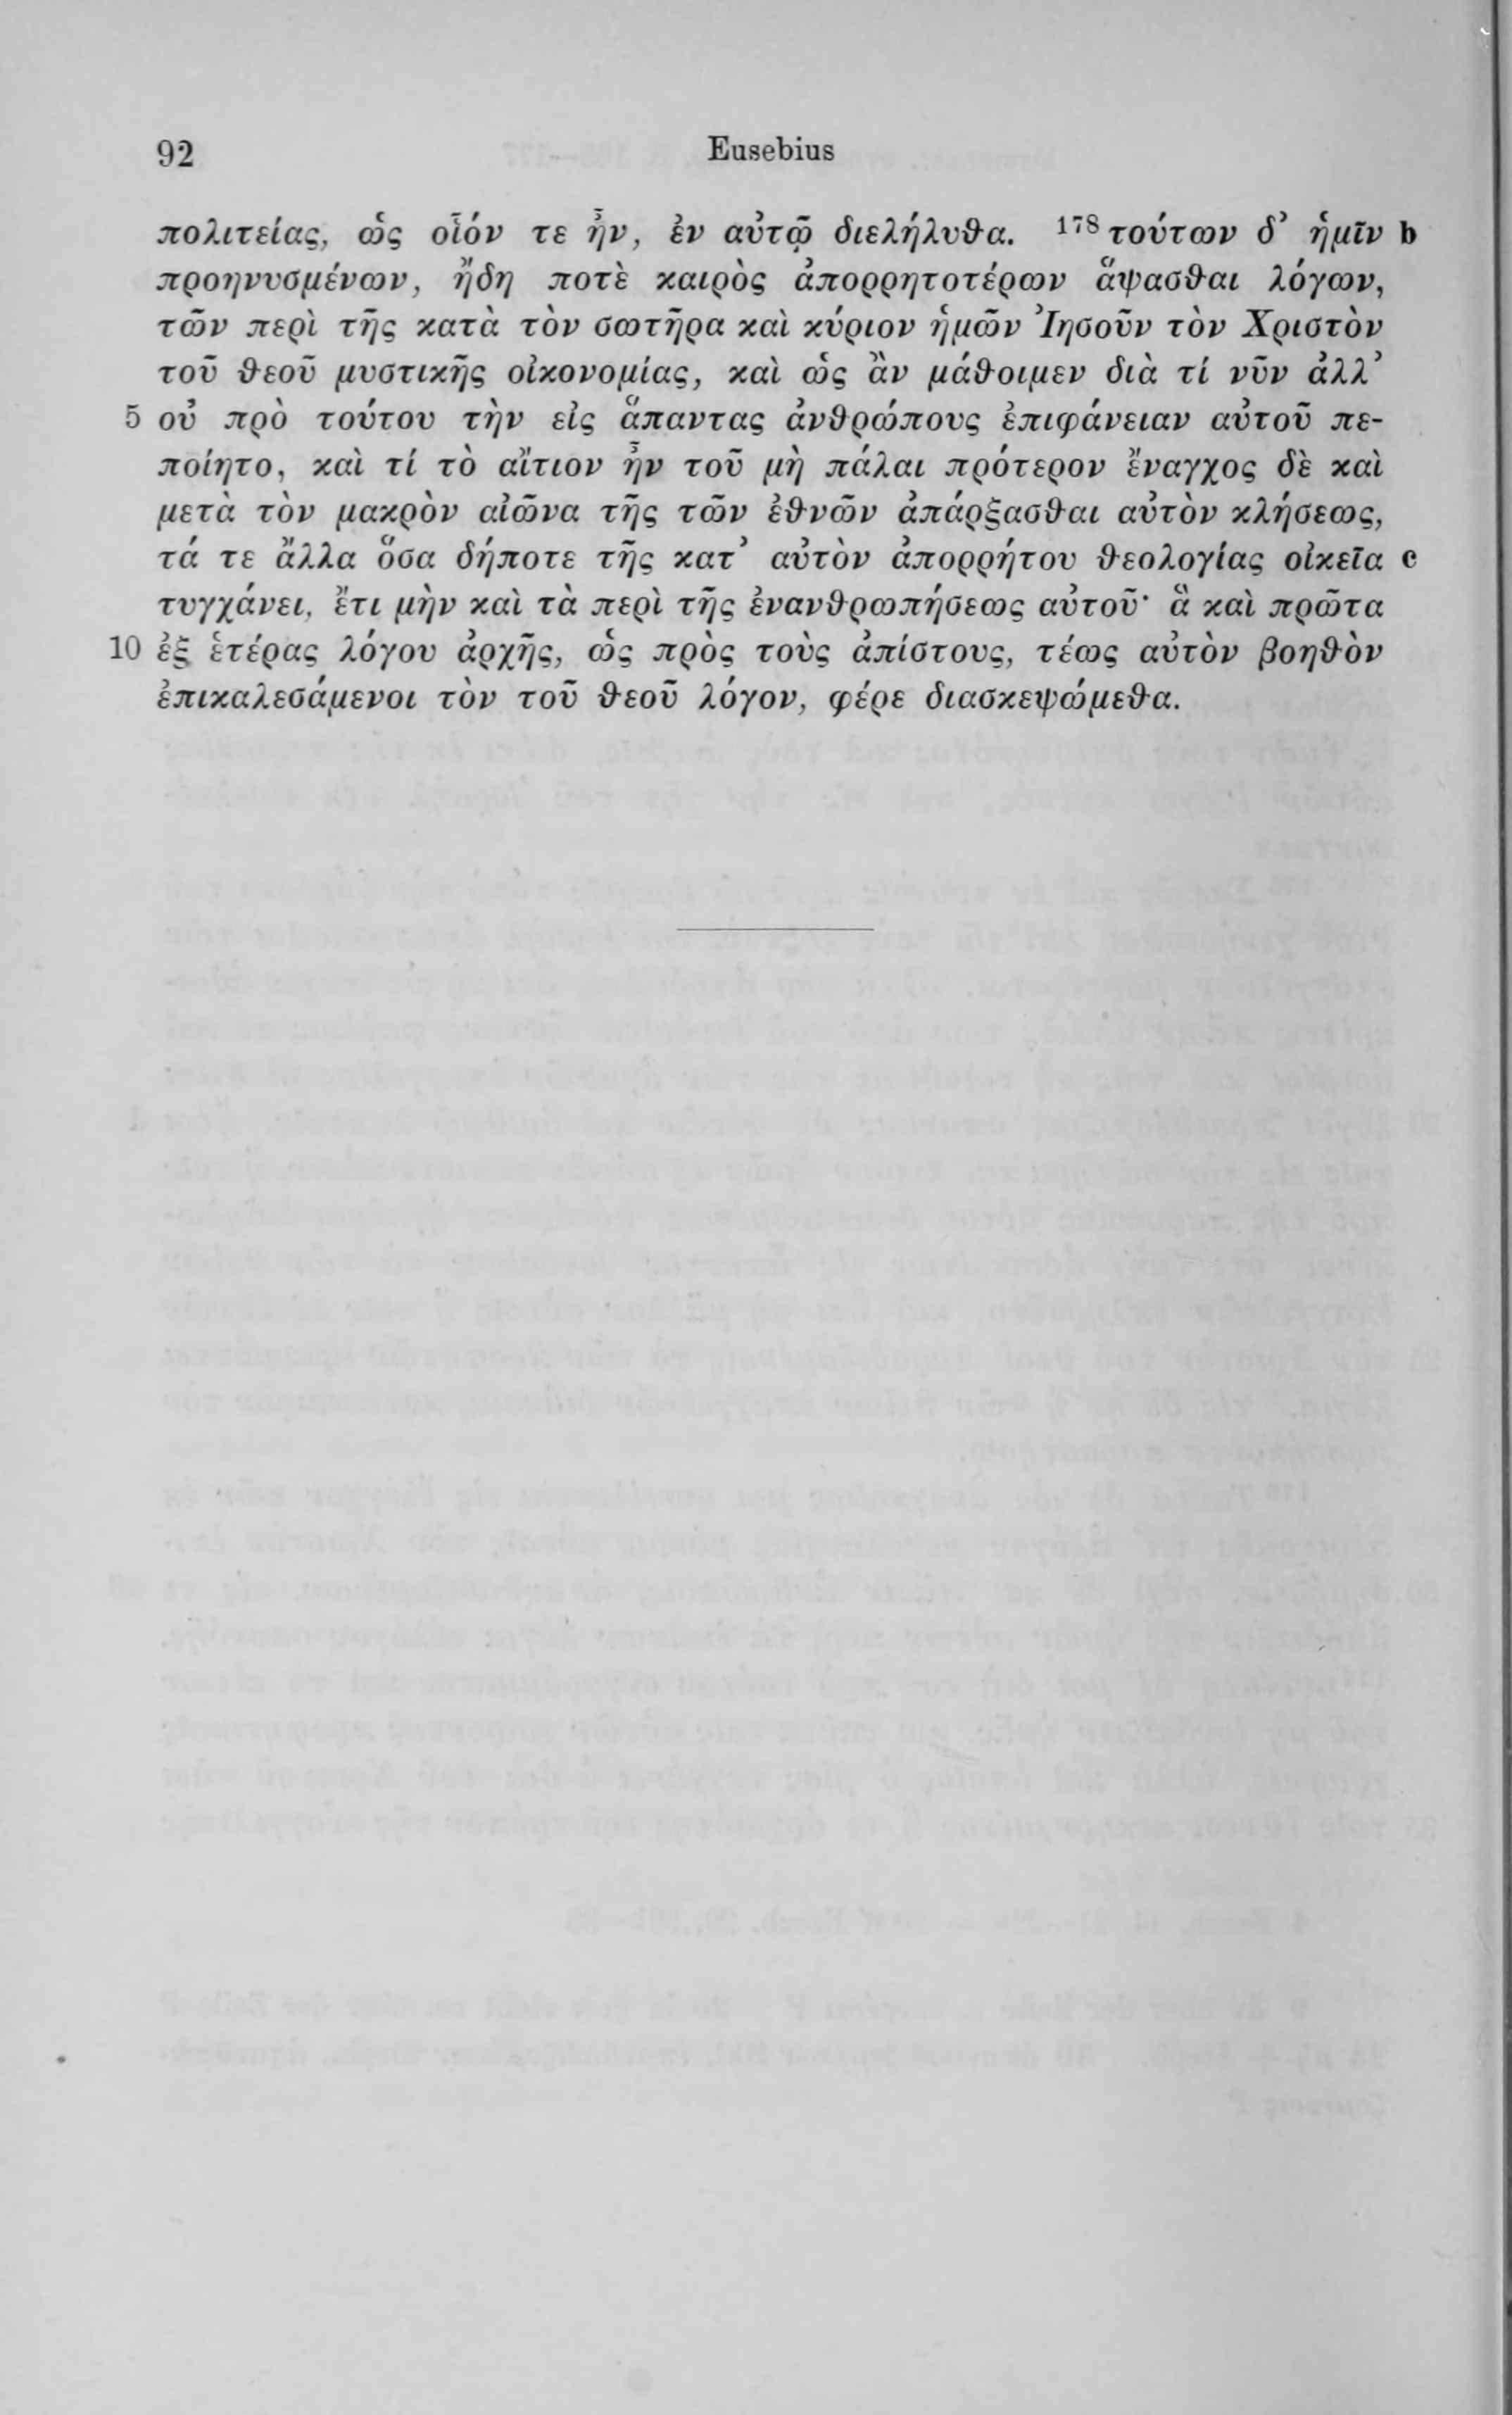 92 Eusebius
πολιτείας, ὡς οἷόν τε ἦν, ἐν αὐτῷ διελήλυθα. 178 τούτων δ’ ἡμῖν b
προηνυσμένων, ἤδη ποτὲ καιρὸς ἀπορρητοτέρων ἅψασθαι λόγων,
τῶν περὶ τῆς κατὰ τὸν σωτῆρα καὶ κύριον ἡμῶν Ἰησοῦν τὸν Χριστὸν
τοῦ θεοῦ μυστικῆς οἰκονομίας, καὶ ὡς ἂν μάθοιμεν διὰ τί νῦν ἀλλ’
5 οὐ πρὸ τούτου τὴν εἰς ἅπαντας ἀνθρώπους ἐπιφάνειαν αὐτοῦ πε-
ποίητο, καὶ τί τὸ αἴτιον ἦν τοῦ μὴ πάλαι πρότερον ἔναγχος δὲ καὶ
μετὰ τὸν μακρὸν αἰῶνα τῆς τῶν ἐθνῶν ἀπάρξασθαι αὐτὸν κλήσεως,
τά τε ἄλλα ὅσα δήποτε τῆς κατ’ αὐτὸν ἀπορρήτου θεολογίας οἰκεῖα c
τυγχάνει, ἔτι μὴν καὶ τὰ περὶ τῆς ἐνανθρωπήσεως αὐτοῦ· ἃ καὶ πρῶτα
10 ἐξ ἑτέρας λόγου ἀρχῆς, ὡς πρὸς τοὺς ἀπίστους, τέως αὐτὸν βοηθὸν
ἐπικαλεσάμενοι τὸν τοῦ θεοῦ λόγον, φέρε διασκεψώμεθα.